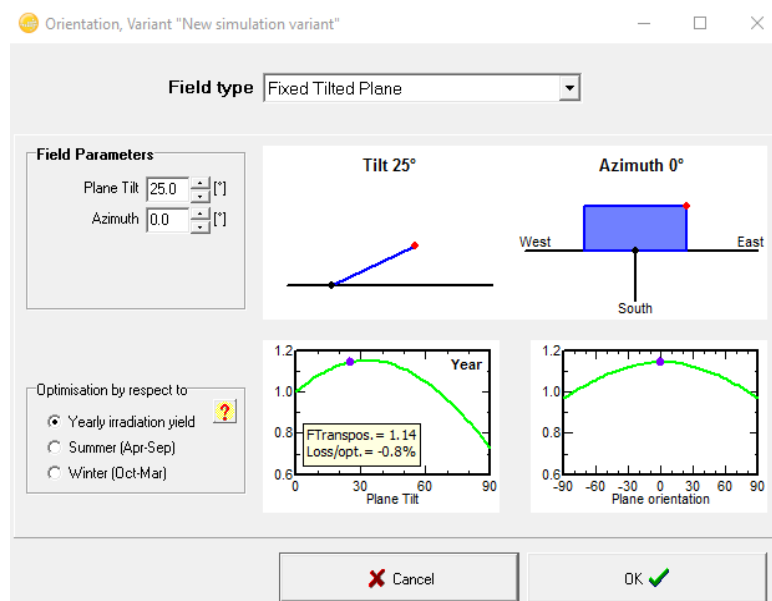 Orientation, Variant "New simulation variant"
Field type Fixed Tilted Plane
Field Parameters
Plane Tilt 25.0 [°]
Azimuth 0.0 [°]
Tilt 25°
Azimuth 0°
West East
South
Optimisation by respect to
Yearly irradiation yield
Summer (Apr-Sep)
Winter (Oct-Mar)
?
1.2
1.0
0.8
0.6
Year
FTranspos. = 1.14
Loss/opt. = -0.8%
0 30 60 90
Plane Tilt
1.2
1.0
0.8
0.6
-90 -60 -30 0 30 60 90
Plane orientation
Cancel
OK